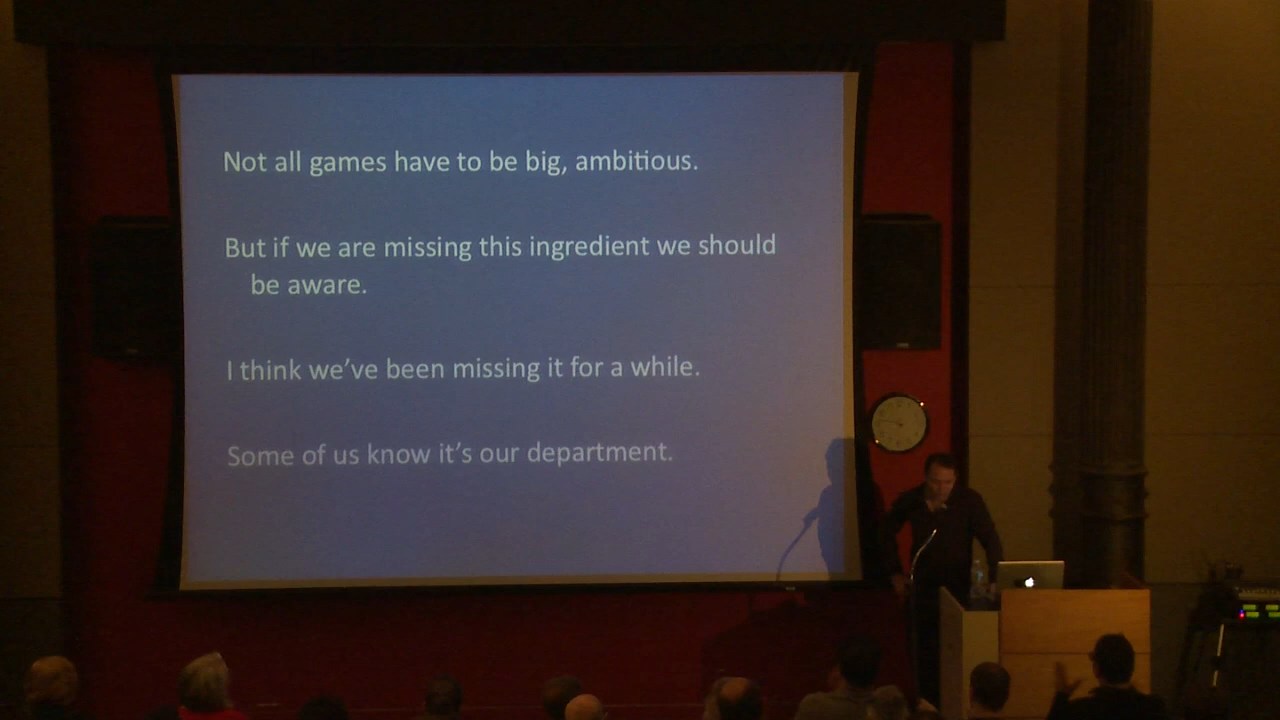 Not all games have to be big, ambitious.
But if we are missing this ingredient we should
be aware.
I think we've been missing it for a while.
Some of us know it's our department.